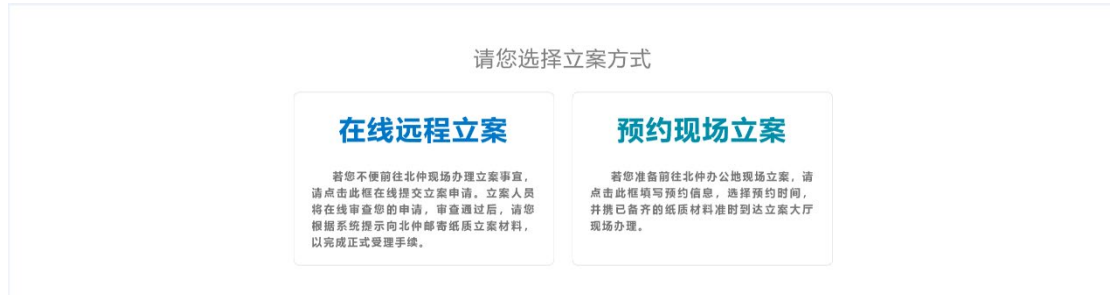 请您选择立案方式
在线远程立案
若您不便前往北仲现场办理立案事宜，
请点击此框在线提交立案申请。立案人员
将在线审查您的申请，审查通过后，请您
根据系统提示向北仲邮寄纸质立案材料，
以完成正式受理手续。
预约现场立案
若您准备前往北仲办公地现场立案，请
点击此框填写预约信息，选择预约时间，
并携已备齐的纸质材料准时到达立案大厅
现场办理。